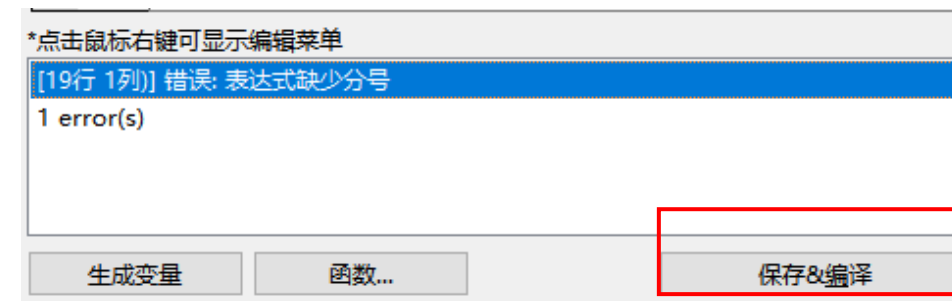 *点击鼠标右键可显示编辑菜单
[19行 1列)] 错误: 表达式缺少分号
1 error(s)
生成变量 函数... 保存&编译